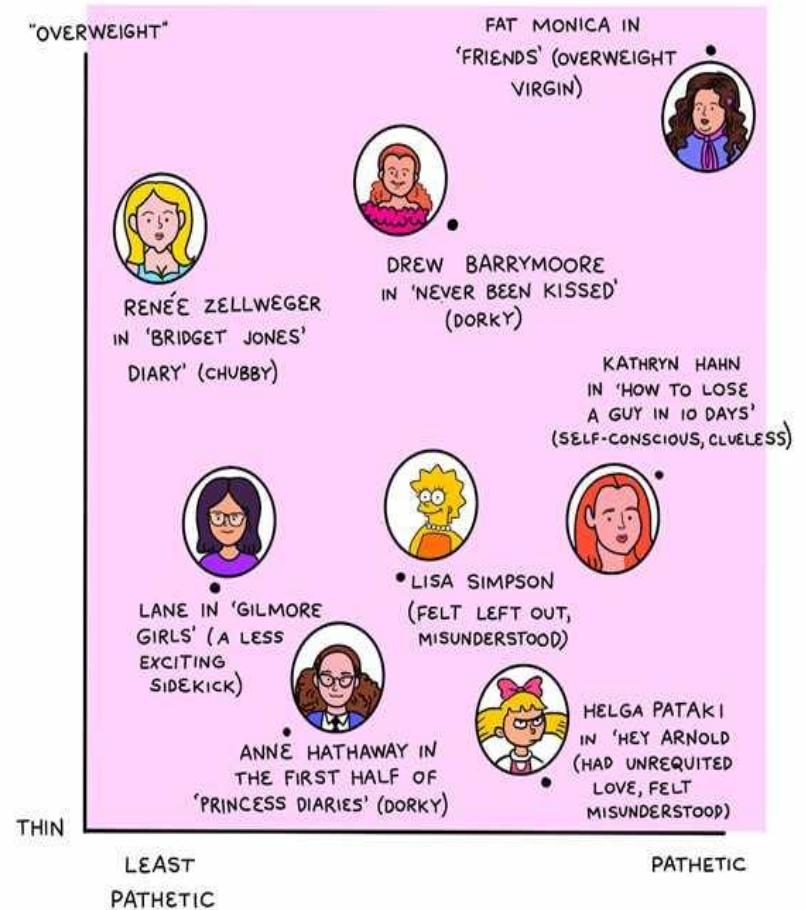 "OVERWEIGHT"
FAT MONICA IN
'FRIENDS' (OVERWEIGHT
VIRGIN)
DREW BARRYMOORE
IN 'NEVER BEEN KISSED'
(DORKY)
RENÉE ZELLWEGER
IN 'BRIDGET JONES'
DIARY' (CHUBBY)
KATHRYN HAHN
IN 'HOW TO LOSE
A GUY IN 10 DAYS'
(SELF-CONSCIOUS, CLUELESS)
LANE IN 'GILMORE
GIRLS' (A LESS
EXCITING
SIDEKICK)
LISA SIMPSON
(FELT LEFT OUT,
MISUNDERSTOOD)
ANNE HATHAWAY IN
THE FIRST HALF OF
'PRINCESS DIARIES' (DORKY)
HELGA PATAKI
IN 'HEY ARNOLD
(HAD UNREQUITED
LOVE, FELT
MISUNDERSTOOD)
THIN
LEAST
PATHETIC
PATHETIC